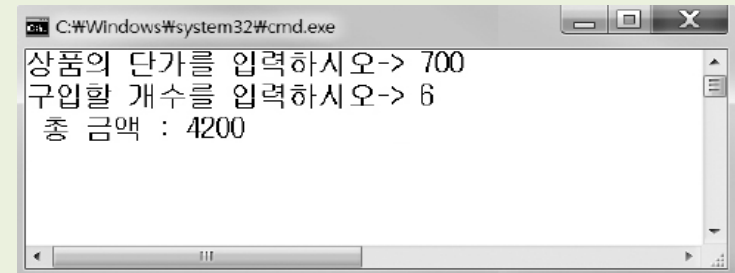 C:\Windows\system32\cmd.exe
상품의 단가를 입력하시오-> 700
구입할 개수를 입력하시오-> 6
총 금액 : 4200